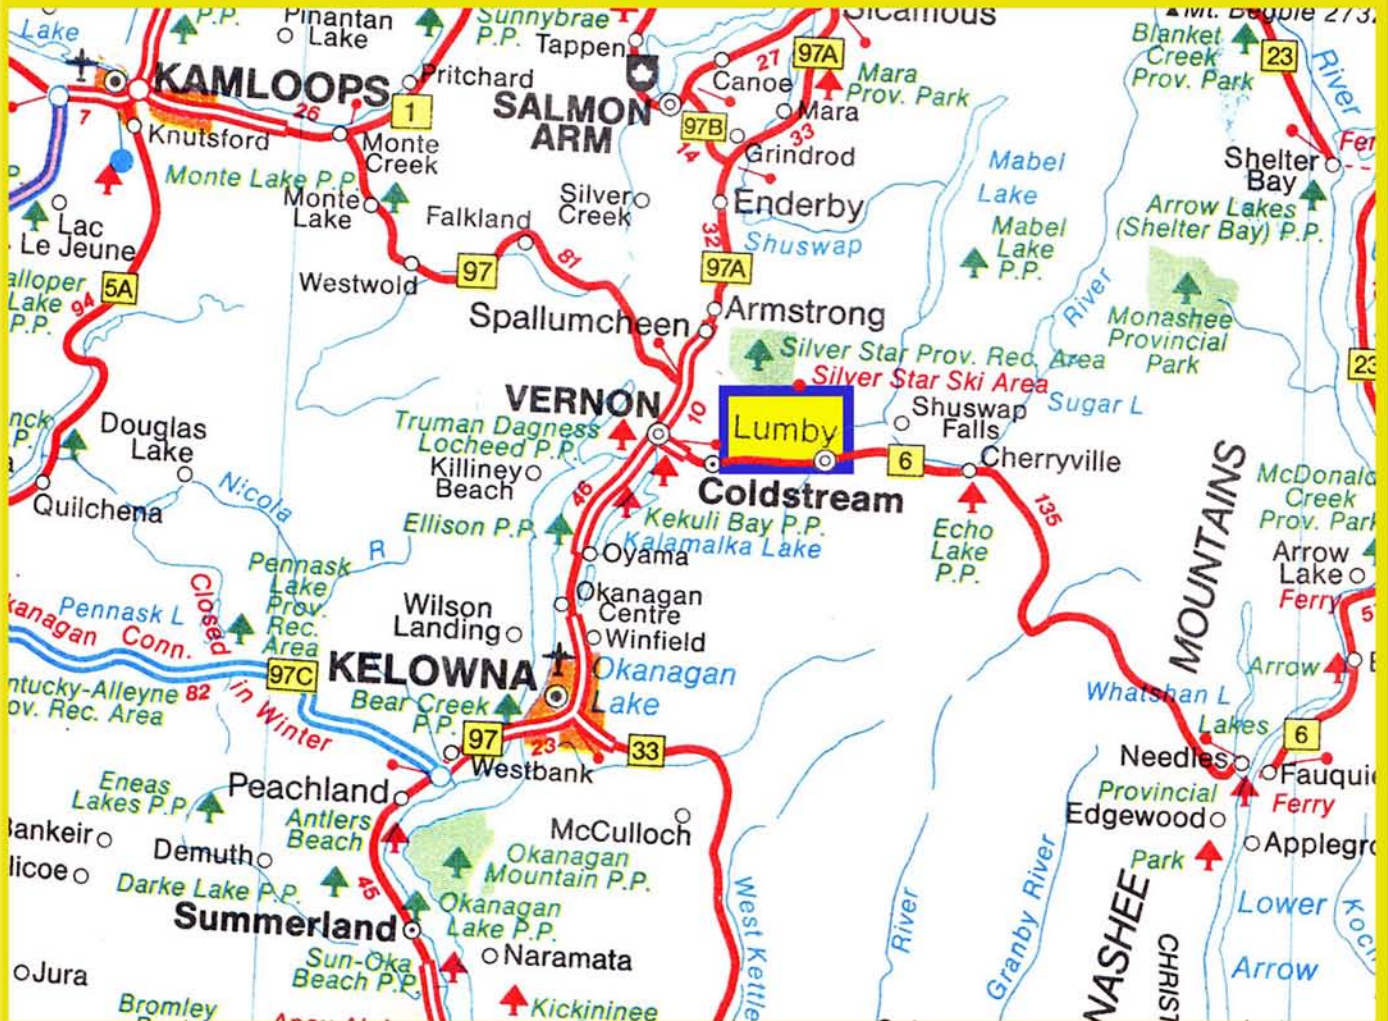 Lake
P.P.
Pinantan
Lake
Sunnybrae
P.P.
Tappen
Sicamous
Mt. Begbie 2732
Blanket
Creek
Prov. Park
23
River
KAMLOOPS
Pritchard
1
26
7
Knutsford
Monte
Creek
SALMON
ARM
Canoe
27
97A
Mara
Prov. Park
97B
Mara
33
14
Grindrod
Shelter
Bay
Monte Lake P.P.
Monte
Lake
Silver
Creek
Enderby
Mabel
Lake
Arrow Lakes
(Shelter Bay) P.P.
Lac
Le Jeune
Falkland
Shuswap
32
Mabel
Lake
P.P.
Westwold
97
81
97A
River
5A
94
Lake
P.P.
Spallumcheen
Armstrong
Monashee
Provincial
Park
Silver Star Prov. Rec. Area
Silver Star Ski Area
23
VERNON
10
Lumby
Shuswap
Falls
Sugar L
Truman Dagness
Locheed P.P.
Douglas
Lake
Killiney
Beach
6
Cherryville
Coldstream
MOUNTAINS
McDonald
Creek
Prov. Park
Quilchena
Nicola
R
46
Ellison P.P.
Kekuli Bay P.P.
Kalamalka Lake
Echo
Lake
P.P.
135
Oyama
Arrow
Lake
Ferry
Pennask
Lake
Prov.
Rec.
Area
Closed
in Winter
Pennask L
Conn.
82
97C
Wilson
Landing
Okanagan
Centre
Winfield
KELOWNA
Okanagan
Lake
Arrow
Rec. Area
Bear Creek
P.P.
Whatshan L
Lakes
97
23
33
6
Westbank
Needles
Provincial
Ferry
Edgewood
Park
Eneas
Lakes P.P.
Peachland
Antlers
Beach
McCulloch
Demuth
Darke Lake P.P.
45
Okanagan
Mountain P.P.
Okanagan
Lake P.P.
Summerland
West Kettle
River
Granby River
Lower
Arrow
Jura
Sun-Oka
Beach P.P.
Naramata
Kickininee
Bromley